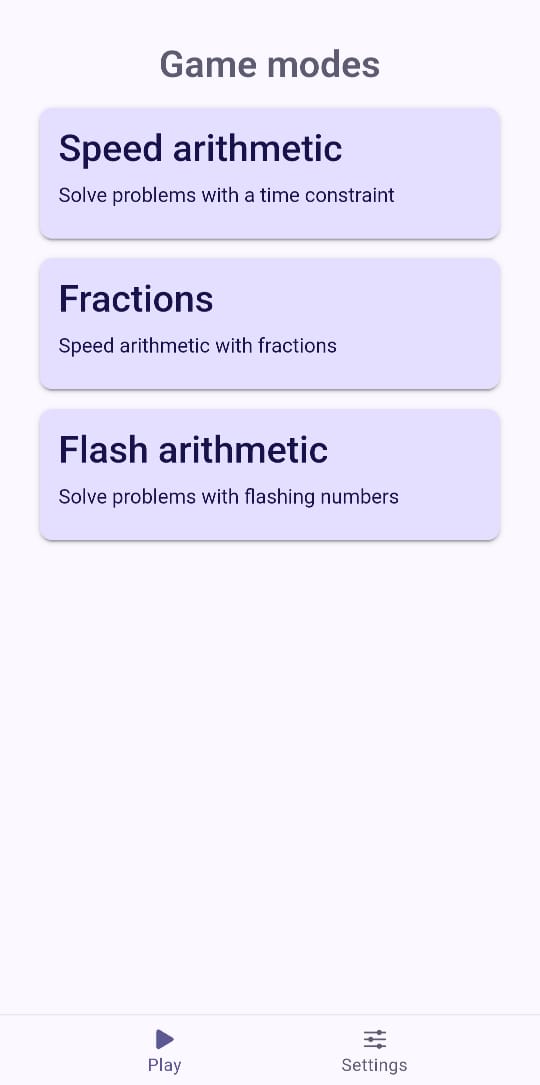 Game modes
Speed arithmetic
Solve problems with a time constraint
Fractions
Speed arithmetic with fractions
Flash arithmetic
Solve problems with flashing numbers
Play
Settings